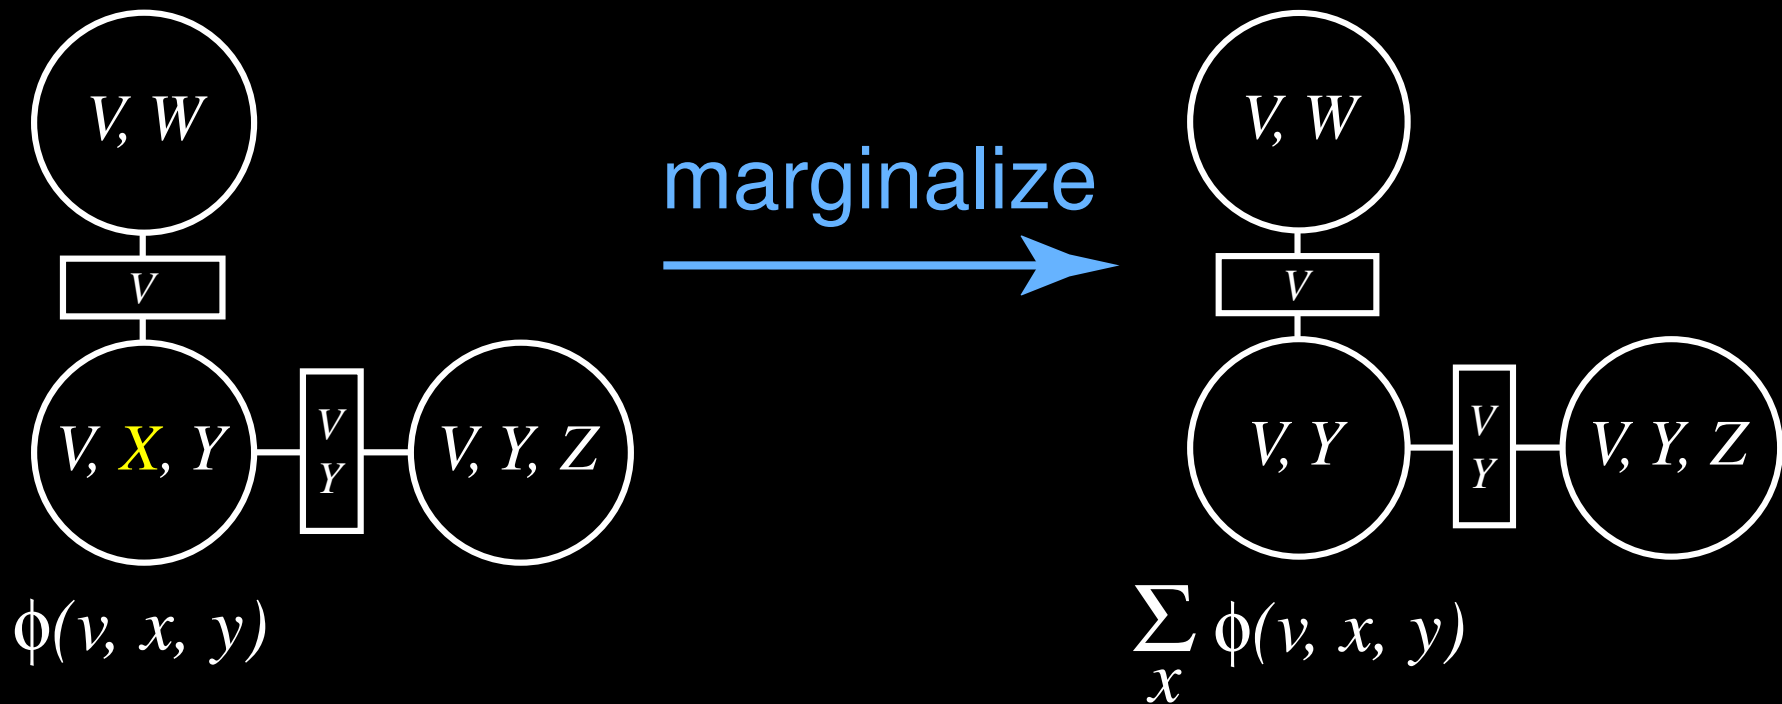 V, W
V
V, X, Y
V
Y
V, Y, Z
ϕ(v, x, y)
marginalize
V, W
V
V, Y
V
Y
V, Y, Z
∑ ϕ(v, x, y)
x